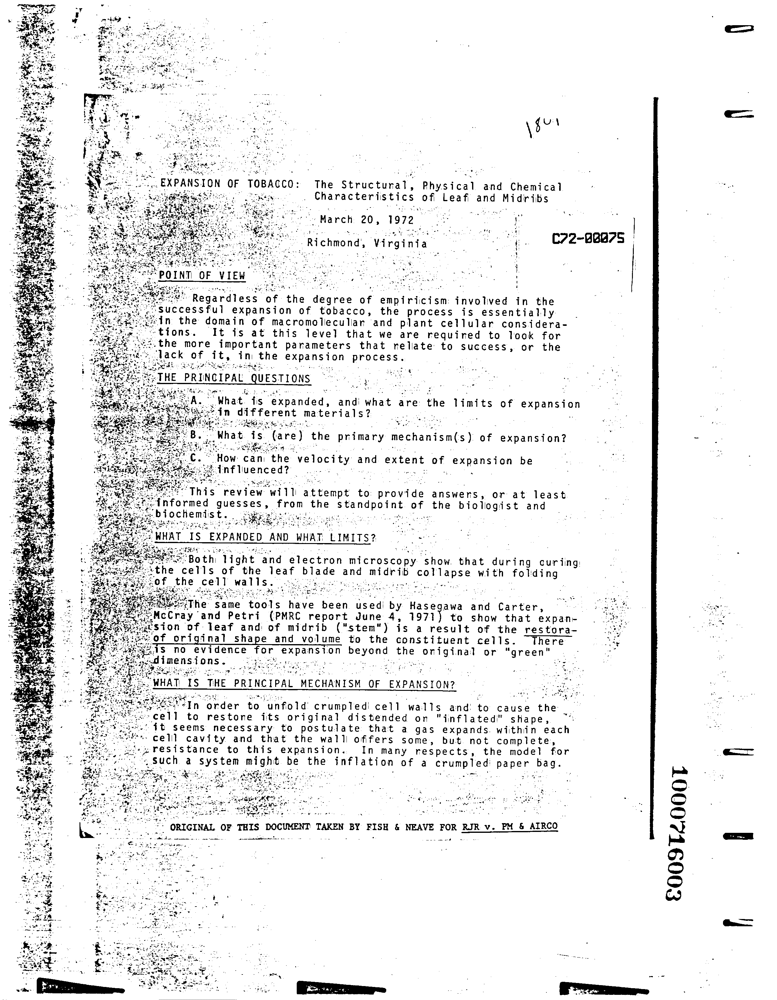 1801
EXPANSION OF TOBACCO: The Structural, Physical and Chemical
Characteristics of Leaf and Midribs
March 20, 1972
Richmond, Virginia
C72-00075
POINT OF VIEW
Regardless of the degree of empiricism involved in the
successful expansion of tobacco, the process is essentially
in the domain of macromolecular and plant cellular considera-
tions. It is at this level that we are required to look for
the more important parameters that relate to success, or the
lack of it, in the expansion process.
THE PRINCIPAL QUESTIONS
A. What is expanded, and what are the limits of expansion
in different materials?
B. What is (are) the primary mechanism(s) of expansion?
C. How can the velocity and extent of expansion be
influenced?
This review will attempt to provide answers, or at least
informed guesses, from the standpoint of the biologist and
biochemist.
WHAT IS EXPANDED AND WHAT LIMITS?
Both light and electron microscopy show that during curing
the cells of the leaf blade and midrib collapse with folding
of the cell walls.
The same tools have been used by Hasegawa and Carter,
McCray and Petri (PMRC report June 4, 1971) to show that expan-
sion of leaf and of midrib ("stem") is a result of the restora-
of original shape and volume to the constituent cells. There
is no evidence for expansion beyond the original or "green"
dimensions.
WHAT IS THE PRINCIPAL MECHANISM OF EXPANSION?
In order to unfold crumpled cell walls and to cause the
cell to restore its original distended or "inflated" shape,
it seems necessary to postulate that a gas expands within each
cell cavity and that the wall offers some, but not complete,
resistance to this expansion. In many respects, the model for
such a system might be the inflation of a crumpled paper bag.
ORIGINAL OF THIS DOCUMENT TAKEN BY FISH & NEAVE FOR RJR v. PM & AIRCO
1000716003